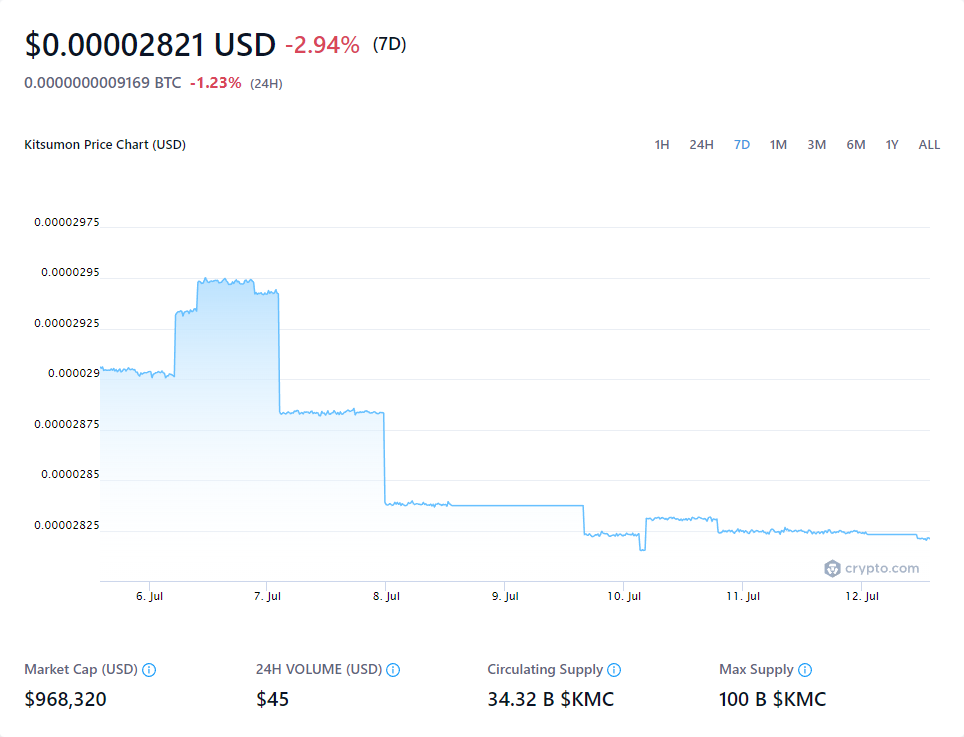 $0.00002821 USD -2.94% (7D)
0.0000000009169 BTC -1.23% (24H)
Kitsumon Price Chart (USD) 1H 24H 7D 1M 3M 6M 1Y ALL
0.00002975
0.0000295
0.00002925
0.000029
0.00002875
0.0000285
0.00002825
crypto.com
6. Jul 7. Jul 8. Jul 9. Jul 10. Jul 11. Jul 12. Jul
Market Cap (USD) 24H VOLUME (USD) Circulating Supply Max Supply
$968,320 $45 34.32 B $KMC 100 B $KMC